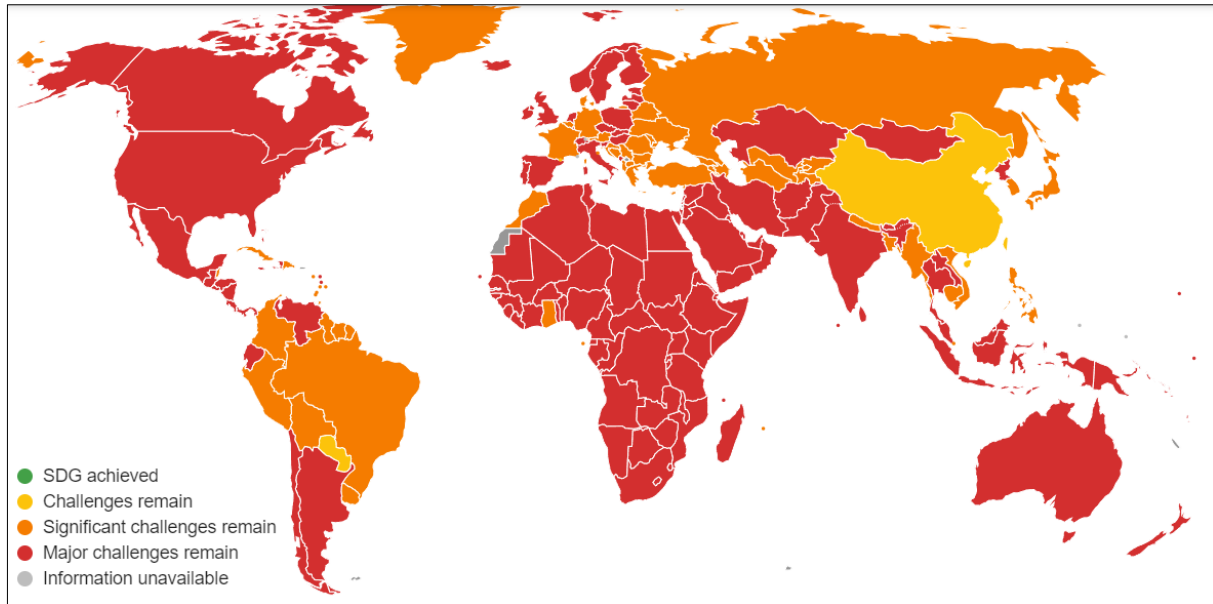 SDG achieved
Challenges remain
Significant challenges remain
Major challenges remain
Information unavailable